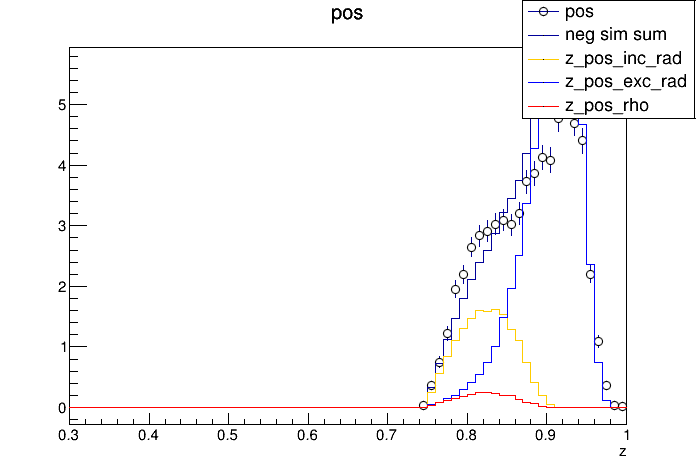 pos
pos
neg sim sum
z_pos_inc_rad
z_pos_exc_rad
z_pos_rho
5
4
3
2
1
0
0.3 0.4 0.5 0.6 0.7 0.8 0.9 1
z